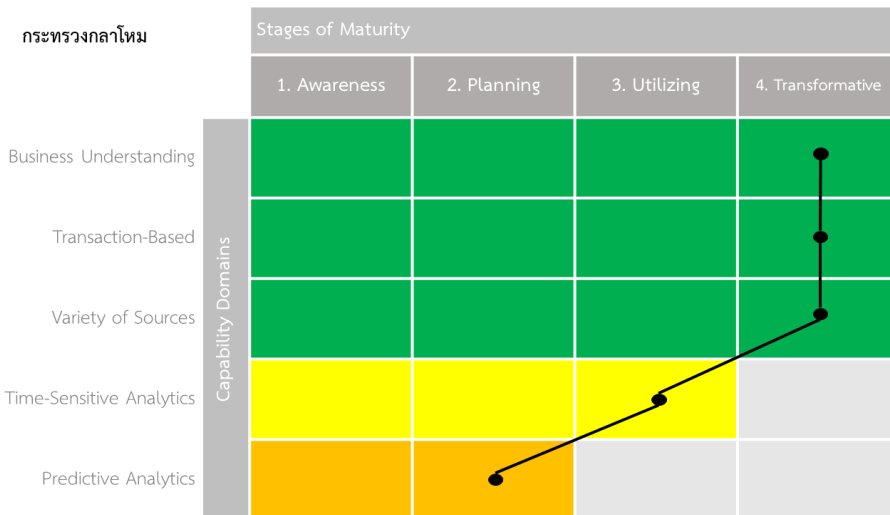 กระทรวงกลาโหม
Stages of Maturity
1. Awareness
2. Planning
3. Utilizing
4. Transformative
Capability Domains
Business Understanding
Transaction-Based
Variety of Sources
Time-Sensitive Analytics
Predictive Analytics